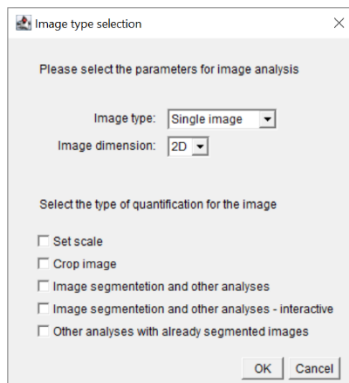 Image type selection
Please select the parameters for image analysis
Image type: Single image
Image dimension: 2D
Select the type of quantification for the image
Set scale
Crop image
Image segmentetion and other analyses
Image segmentetion and other analyses - interactive
Other analyses with already segmented images
OK Cancel